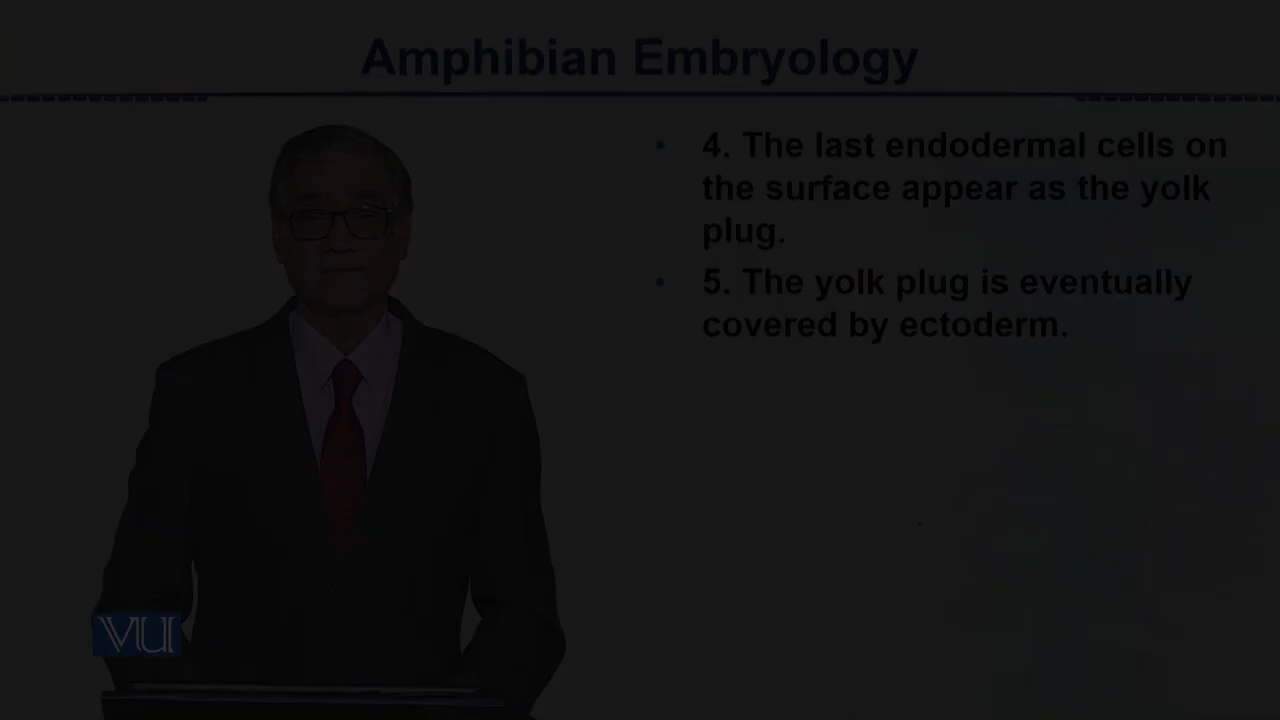 Amphibian Embryology
• 4. The last endodermal cells on
the surface appear as the yolk
plug.
• 5. The yolk plug is eventually
covered by ectoderm.
VU